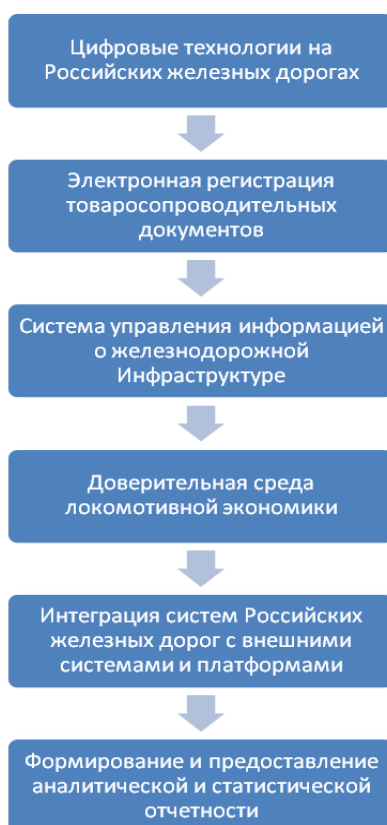 Цифровые технологии на
Российских железных дорогах
Электронная регистрация
товаросопроводительных
документов
Система управления информацией
о железнодорожной
Инфраструктуре
Доверительная среда
локомотивной экономики
Интеграция систем Российских
железных дорог с внешними
системами и платформами
Формирование и предоставление
аналитической и статистической
отчетности